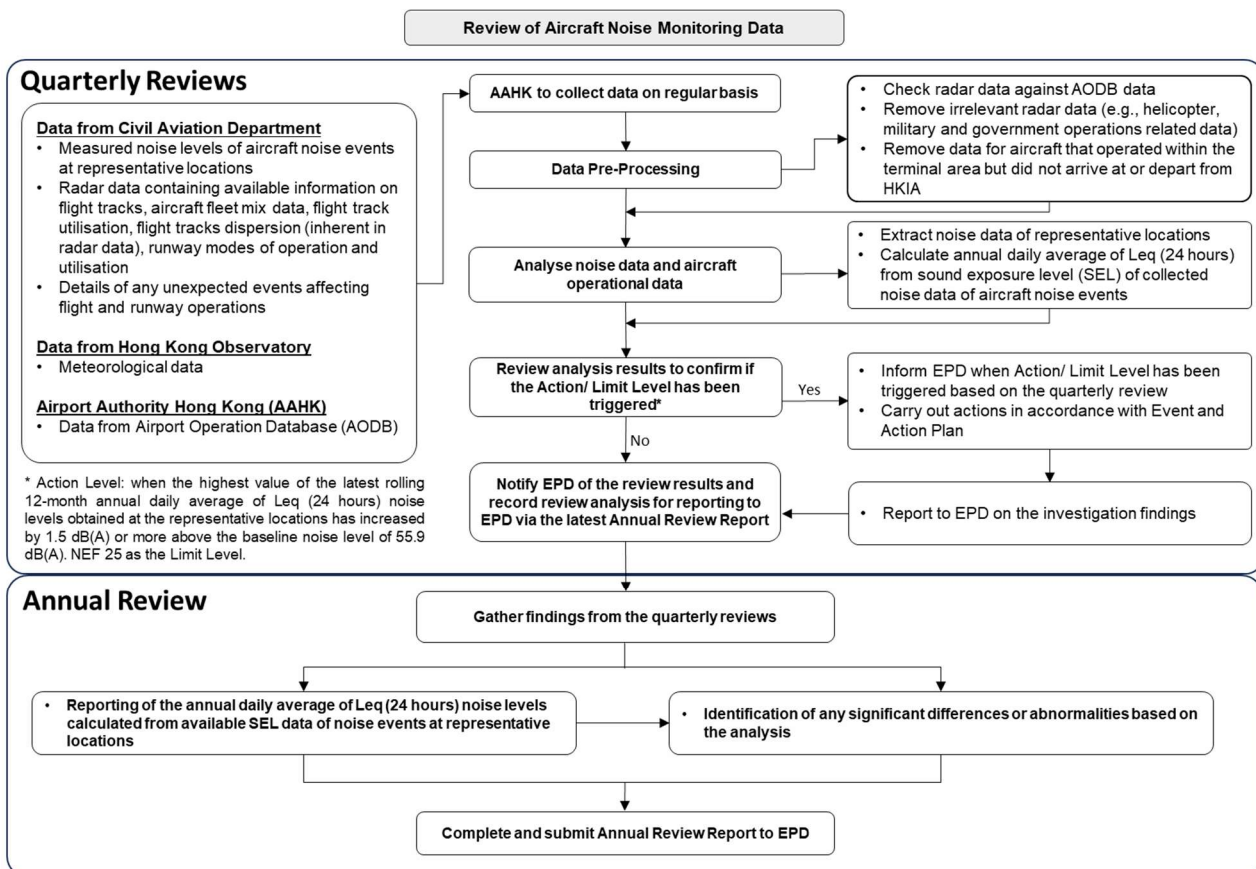 Review of Aircraft Noise Monitoring Data
Quarterly Reviews
Data from Civil Aviation Department
• Measured noise levels of aircraft noise events
at representative locations
• Radar data containing available information on
flight tracks, aircraft fleet mix data, flight track
utilisation, flight tracks dispersion (inherent in
radar data), runway modes of operation and
utilisation
• Details of any unexpected events affecting
flight and runway operations
Data from Hong Kong Observatory
• Meteorological data
Airport Authority Hong Kong (AAHK)
• Data from Airport Operation Database (AODB)
* Action Level: when the highest value of the latest rolling
12-month annual daily average of Leq (24 hours) noise
levels obtained at the representative locations has increased
by 1.5 dB(A) or more above the baseline noise level of 55.9
dB(A). NEF 25 as the Limit Level.
AAHK to collect data on regular basis
Data Pre-Processing
• Check radar data against AODB data
• Remove irrelevant radar data (e.g., helicopter,
military and government operations related data)
• Remove data for aircraft that operated within the
terminal area but did not arrive at or depart from
HKIA
Analyse noise data and aircraft
operational data
• Extract noise data of representative locations
• Calculate annual daily average of Leq (24 hours)
from sound exposure level (SEL) of collected
noise data of aircraft noise events
Review analysis results to confirm if
the Action/ Limit Level has been
triggered*
Yes
• Inform EPD when Action/ Limit Level has been
triggered based on the quarterly review
• Carry out actions in accordance with Event and
Action Plan
No
Notify EPD of the review results and
record review analysis for reporting to
EPD via the latest Annual Review Report
• Report to EPD on the investigation findings
Annual Review
Gather findings from the quarterly reviews
• Reporting of the annual daily average of Leq (24 hours) noise levels
calculated from available SEL data of noise events at representative
locations
• Identification of any significant differences or abnormalities based on
the analysis
Complete and submit Annual Review Report to EPD